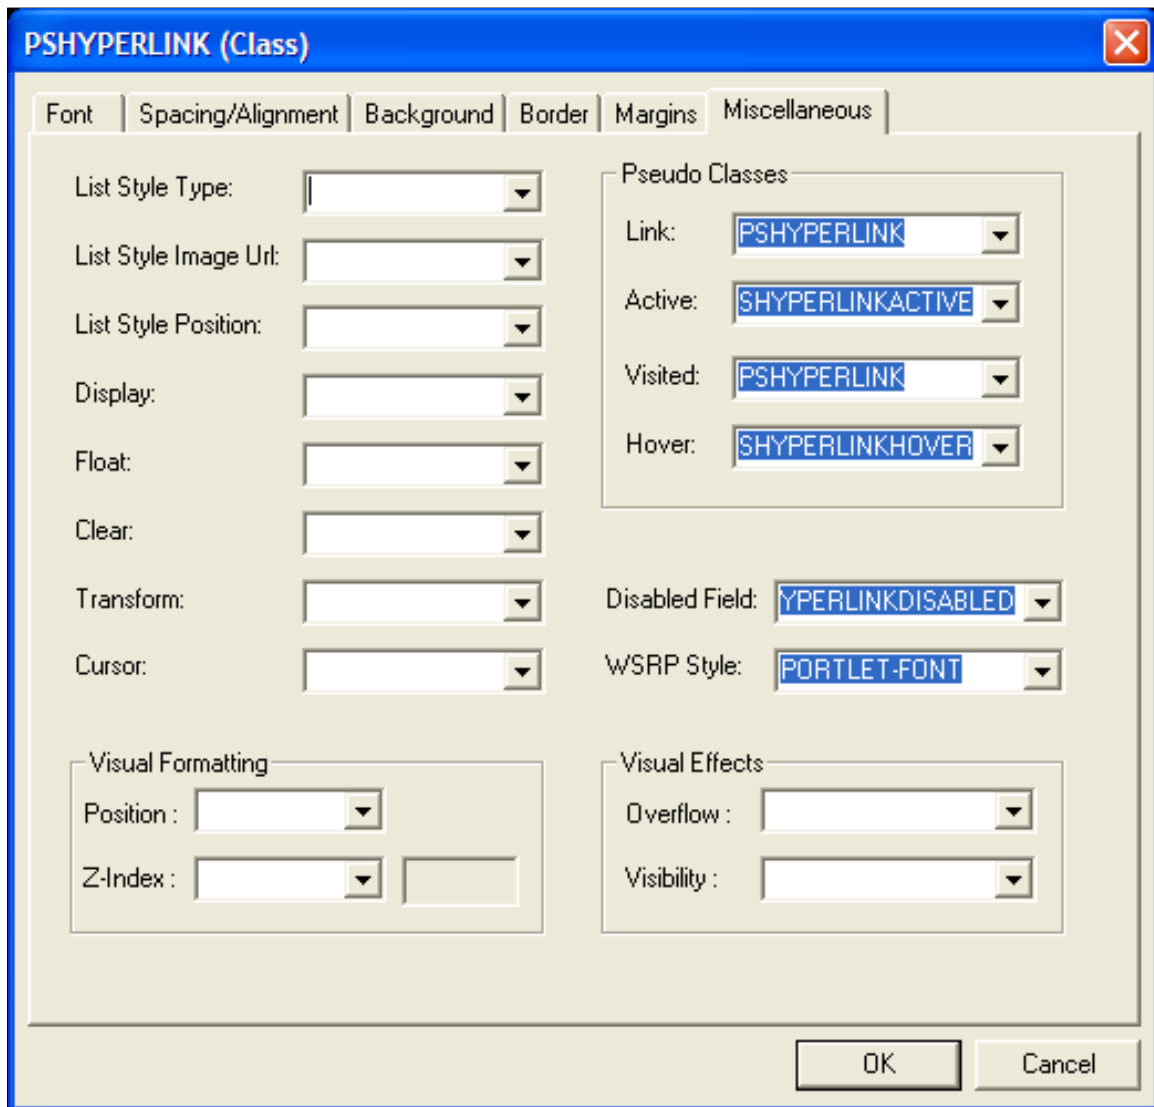 PSHYPERLINK (Class)
Font Spacing/Alignment Background Border Margins Miscellaneous
List Style Type:
List Style Image Url:
List Style Position:
Display:
Float:
Clear:
Transform:
Cursor:
Pseudo Classes
Link: PSHYPERLINK
Active: SHYPERLINKACTIVE
Visited: PSHYPERLINK
Hover: SHYPERLINKHOVER
Disabled Field: YPERLINKDISABLED
WSRP Style: PORTLET-FONT
Visual Formatting
Position :
Z-Index :
Visual Effects
Overflow :
Visibility :
OK Cancel